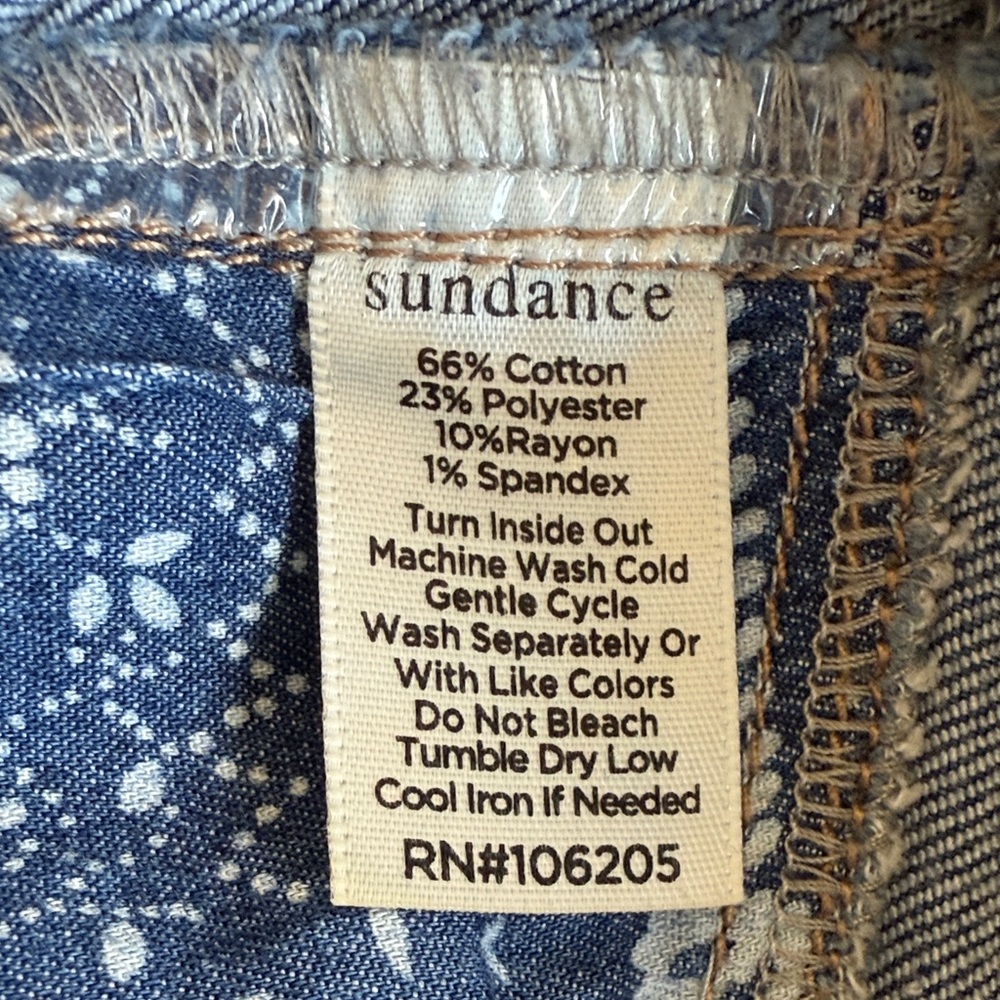 sundance
66% Cotton
23% Polyester
10%Rayon
1% Spandex
Turn Inside Out
Machine Wash Cold
Gentle Cycle
Wash Separately Or
With Like Colors
Do Not Bleach
Tumble Dry Low
Cool Iron If Needed
RN#106205